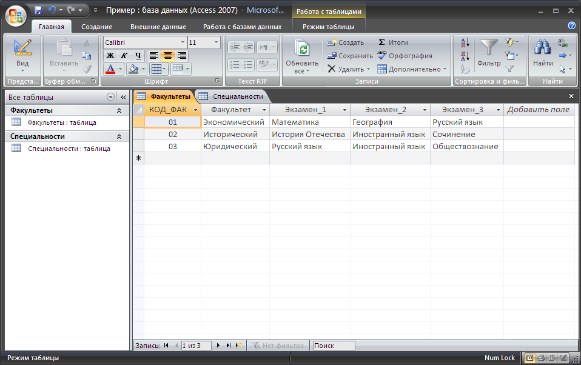 Пример : база данных (Access 2007) - Microsof... Работа с таблицами
Главная Создание Внешние данные Работа с базами данных Режим таблицы
Вид Вставить Calibri 11 Обновить все Создать Сохранить Удалить Итоги Орфография Дополнительно Фильтр Найти
Ж К Ч
Предста... Буфер обм... Шрифт Текст RTF Записи Сортировка и филь... Найти
Все таблицы Факультеты Специальности
Факультеты КОД_ФАК Факультет Экзамен_1 Экзамен_2 Экзамен_3 Добавить поле
Факультеты : таблица 01 Экономический Математика География Русский язык
Специальности 02 Исторический История Отечества Иностранный язык Сочинение
Специальности : таблица 03 Юридический Русский язык Иностранный язык Обществознание
Запись: 1 из 3 Нет фильтра Поиск
Режим таблицы Num Lock